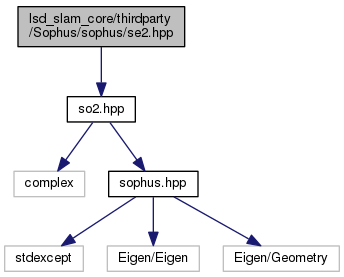 lsd_slam_core/thirdparty
/Sophus/sophus/se2.hpp
so2.hpp
complex
sophus.hpp
stdexcept
Eigen/Eigen
Eigen/Geometry